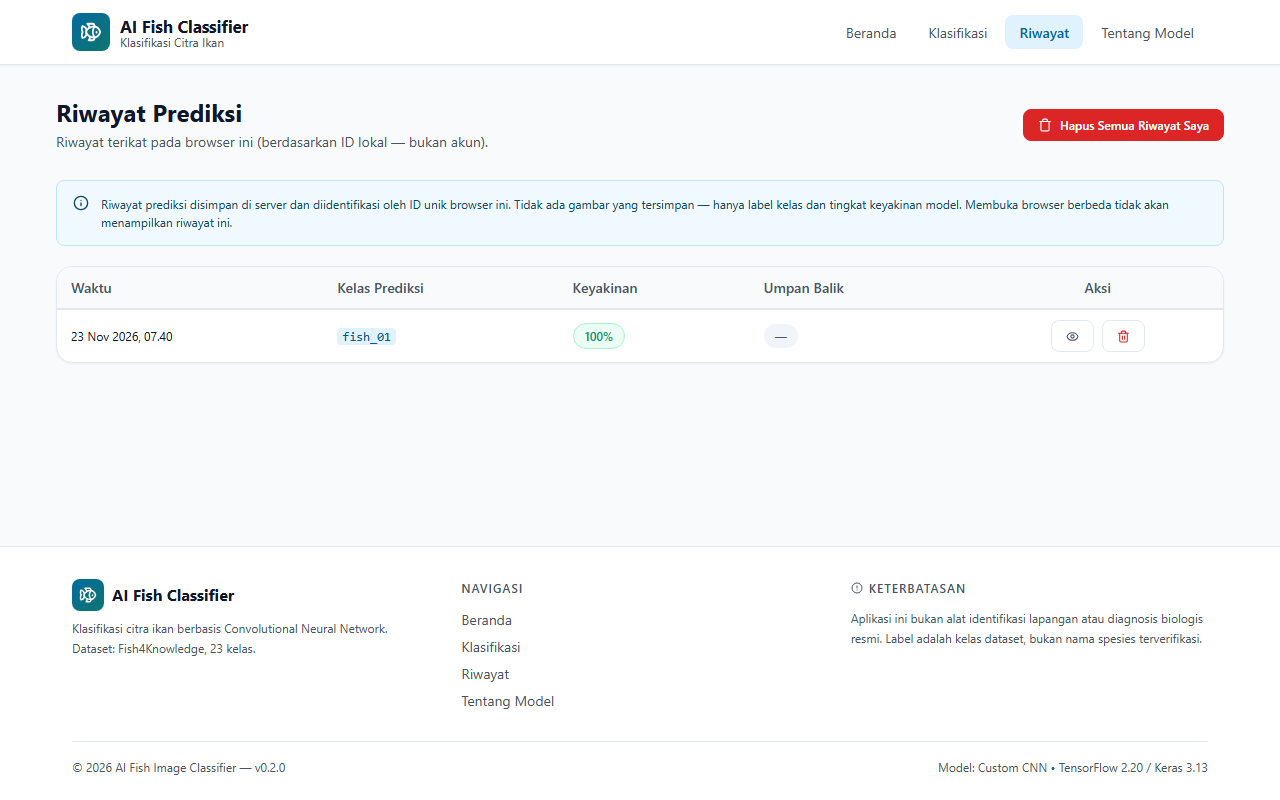 AI Fish Classifier
Klasifikasi Citra Ikan
Beranda
Klasifikasi
Riwayat
Tentang Model
Riwayat Prediksi
Riwayat terikat pada browser ini (berdasarkan ID lokal — bukan akun).
Hapus Semua Riwayat Saya
Riwayat prediksi disimpan di server dan diidentifikasi oleh ID unik browser ini. Tidak ada gambar yang tersimpan — hanya label kelas dan tingkat keyakinan model. Membuka browser berbeda tidak akan
menampilkan riwayat ini.
Waktu
Kelas Prediksi
Keyakinan
Umpan Balik
Aksi
23 Nov 2026, 07.40
fish_01
100%
—
AI Fish Classifier
Klasifikasi citra ikan berbasis Convolutional Neural Network.
Dataset: Fish4Knowledge, 23 kelas.
NAVIGASI
Beranda
Klasifikasi
Riwayat
Tentang Model
KETERBATASAN
Aplikasi ini bukan alat identifikasi lapangan atau diagnosis biologis
resmi. Label adalah kelas dataset, bukan nama spesies terverifikasi.
© 2026 AI Fish Image Classifier — v0.2.0
Model: Custom CNN • TensorFlow 2.20 / Keras 3.13